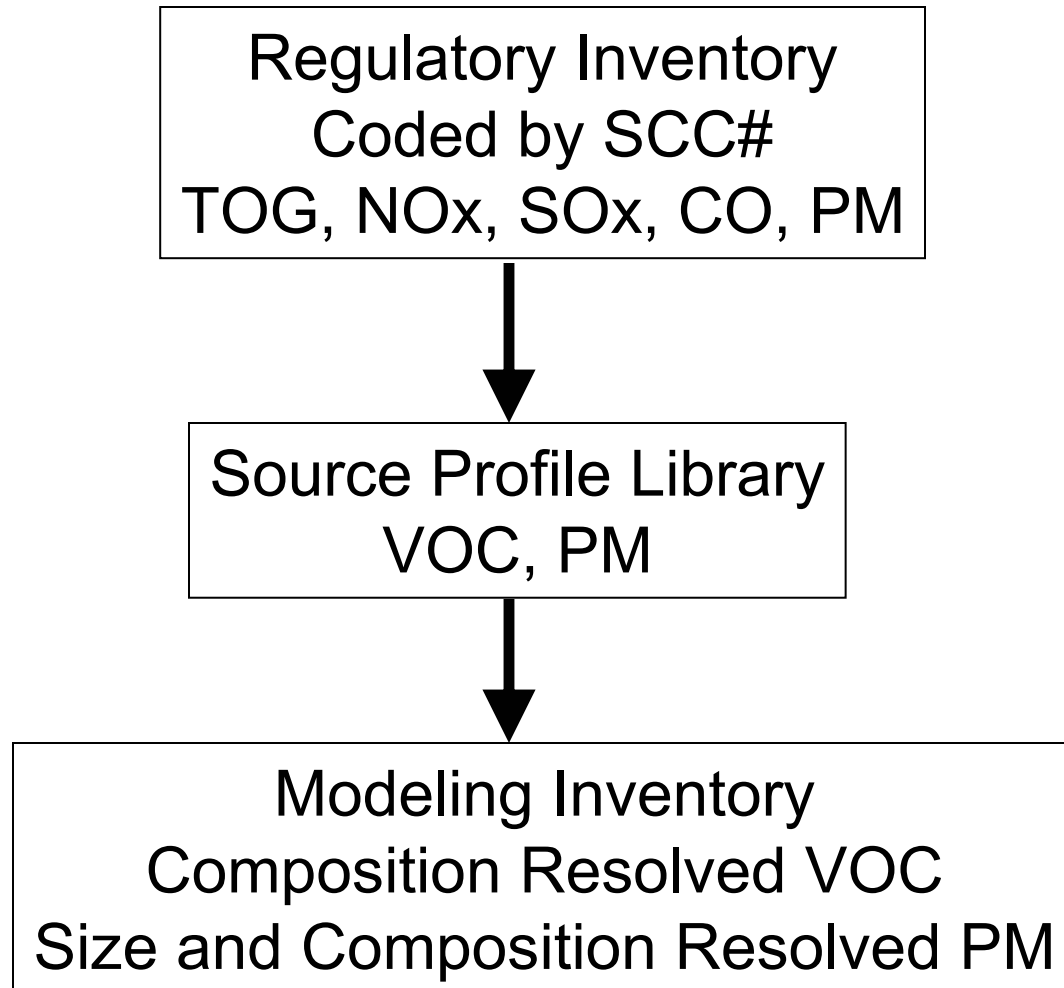 Regulatory Inventory
Coded by SCC#
TOG, NOx, SOx, CO, PM
Source Profile Library
VOC, PM
Modeling Inventory
Composition Resolved VOC
Size and Composition Resolved PM